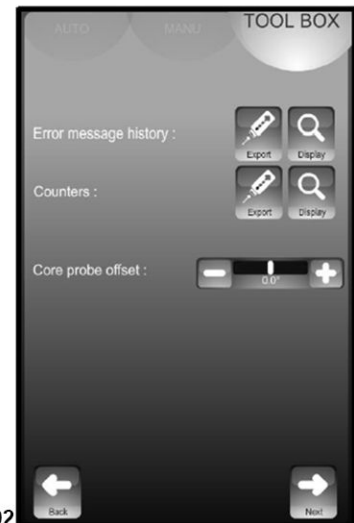 AUTO MANU TOOL BOX
Error message history :
Export Display
Counters :
Export Display
Core probe offset :
0.0°
Back Next
02